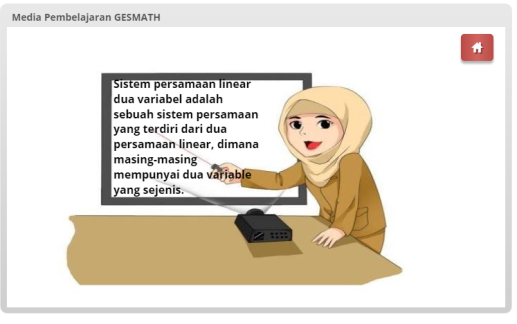 Media Pembelajaran GESMATH
Sistem persamaan linear
dua variabel adalah
sebuah sistem persamaan
yang terdiri dari dua
persamaan linear, dimana
masing-masing
mempunyai dua variable
yang sejenis.